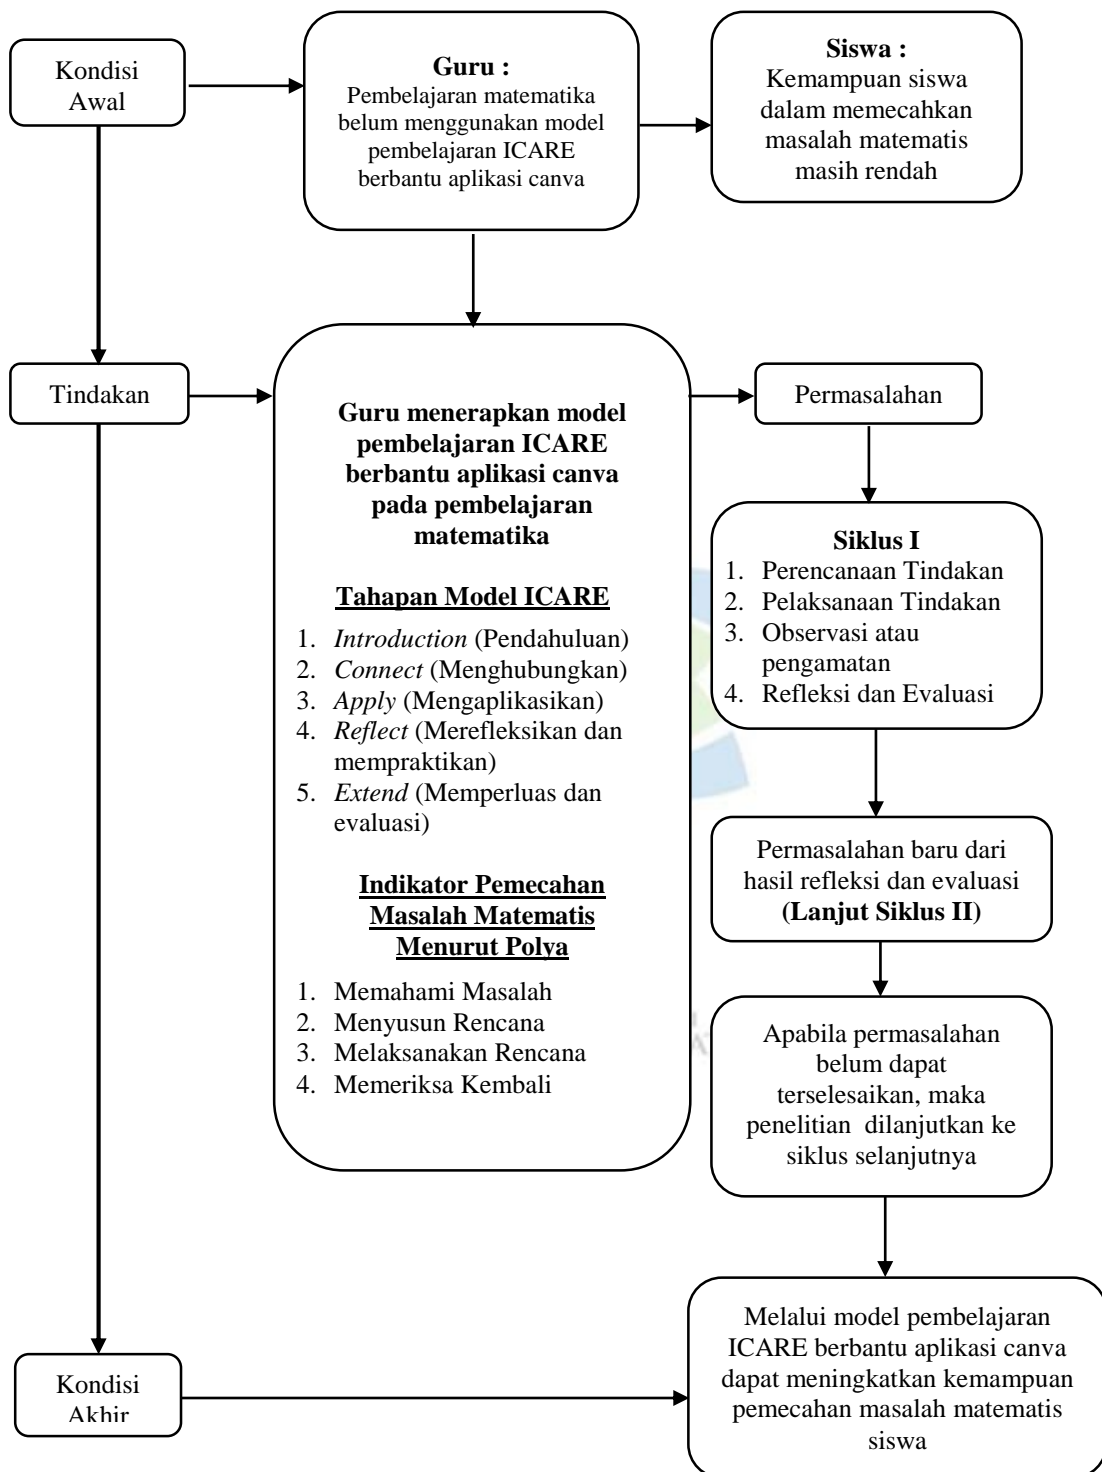 Kondisi
Awal
Guru :
Pembelajaran matematika
belum menggunakan model
pembelajaran ICARE
berbantu aplikasi canva
Siswa :
Kemampuan siswa
dalam memecahkan
masalah matematis
masih rendah
Tindakan
Guru menerapkan model
pembelajaran ICARE
berbantu aplikasi canva
pada pembelajaran
matematika
Tahapan Model ICARE
1. Introduction (Pendahuluan)
2. Connect (Menghubungkan)
3. Apply (Mengaplikasikan)
4. Reflect (Merefleksikan dan
mempraktikan)
5. Extend (Memperluas dan
evaluasi)
Indikator Pemecahan
Masalah Matematis
Menurut Polya
1. Memahami Masalah
2. Menyusun Rencana
3. Melaksanakan Rencana
4. Memeriksa Kembali
Permasalahan
Siklus I
1. Perencanaan Tindakan
2. Pelaksanaan Tindakan
3. Observasi atau
pengamatan
4. Refleksi dan Evaluasi
Permasalahan baru dari
hasil refleksi dan evaluasi
(Lanjut Siklus II)
Apabila permasalahan
belum dapat
terselesaikan, maka
penelitian dilanjutkan ke
siklus selanjutnya
Kondisi
Akhir
Melalui model pembelajaran
ICARE berbantu aplikasi canva
dapat meningkatkan kemampuan
pemecahan masalah matematis
siswa